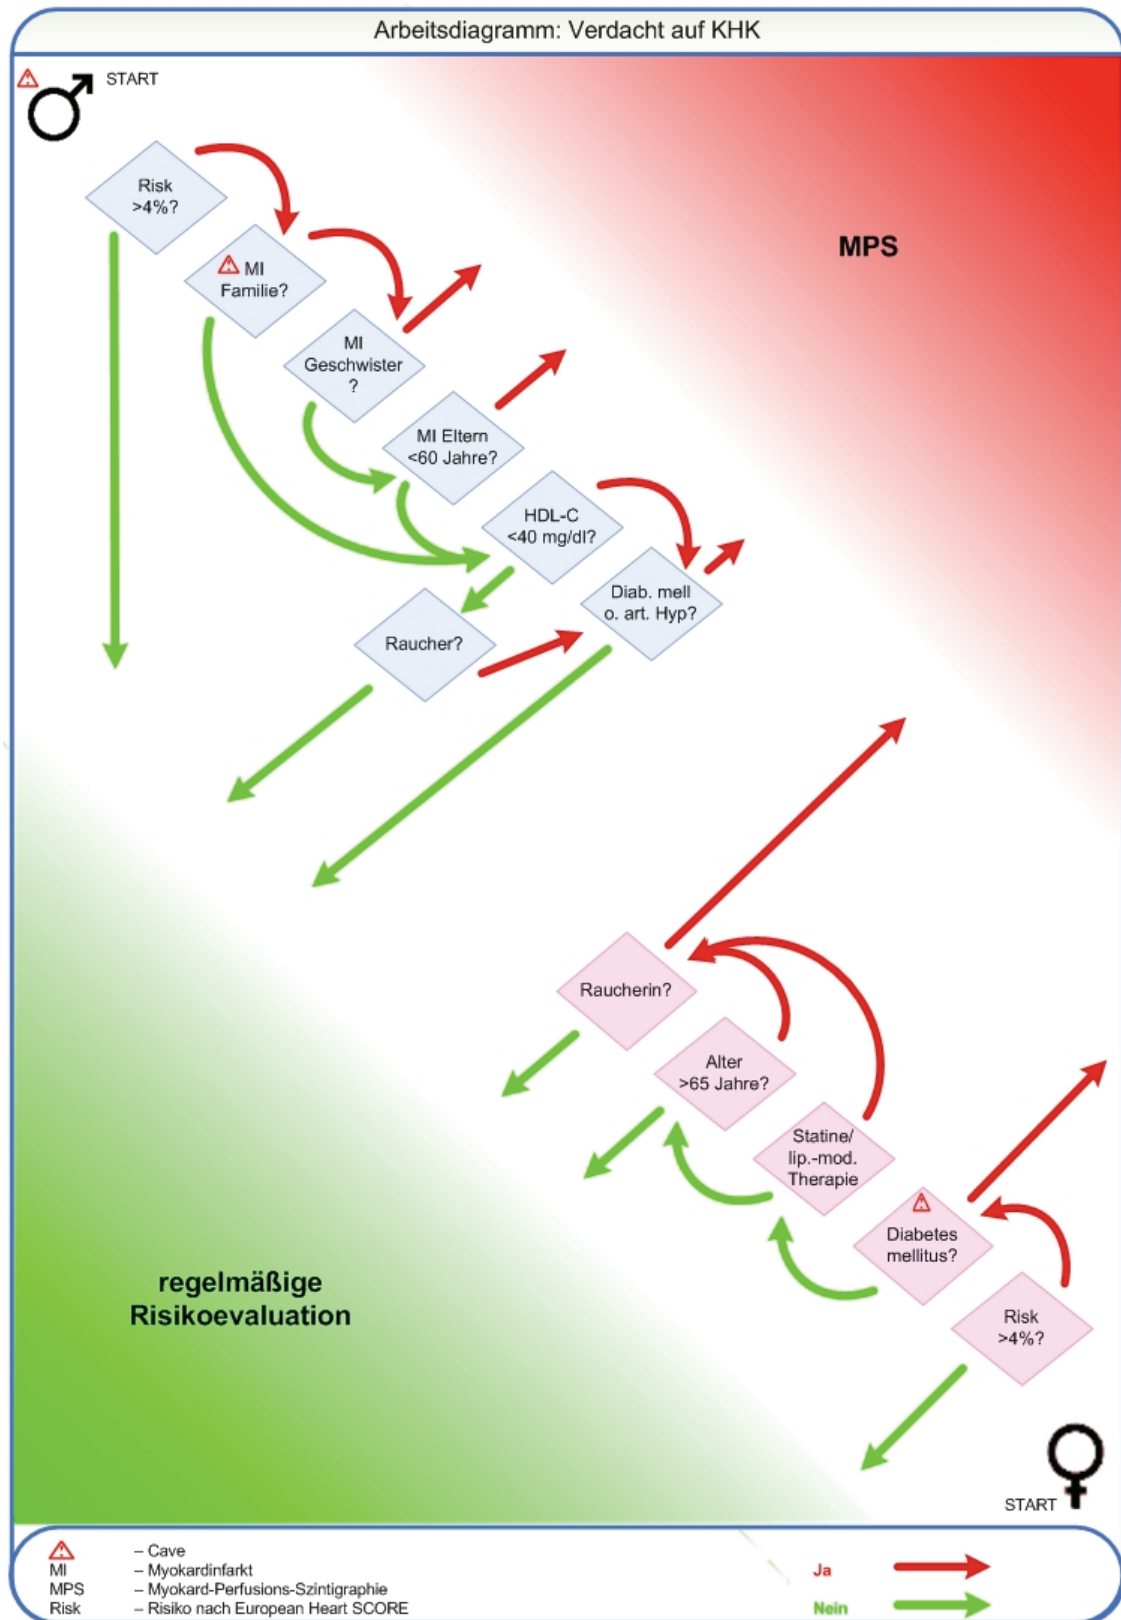 Arbeitsdiagramm: Verdacht auf KHK
START
Risk
>4%?
MI
Familie?
MI
Geschwister
?
MI Eltern
<60 Jahre?
HDL-C
<40 mg/dl?
Diab. mell
o. art. Hyp?
Raucher?
MPS
Raucherin?
Alter
>65 Jahre?
Statine/
lip.-mod.
Therapie
Diabetes
mellitus?
Risk
>4%?
START
regelmäßige
Risikoevaluation
– Cave
MI – Myokardinfarkt
MPS – Myokard-Perfusions-Szintigraphie
Risk – Risiko nach European Heart SCORE
Ja
Nein